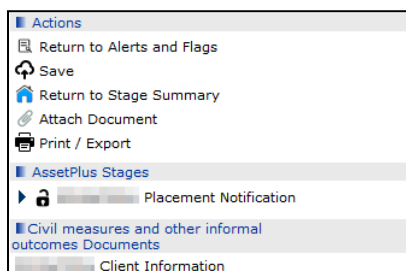 Actions
Return to Alerts and Flags
Save
Return to Stage Summary
Attach Document
Print / Export
AssetPlus Stages
Placement Notification
Civil measures and other informal
outcomes Documents
Client Information